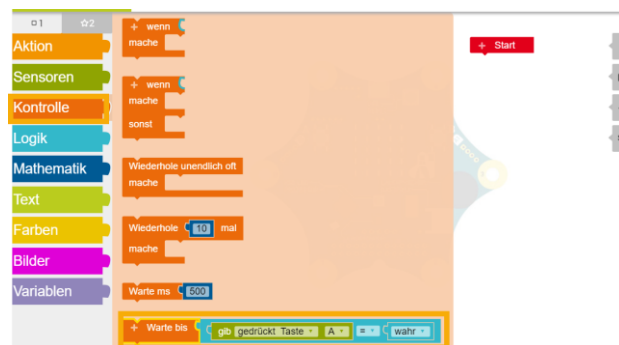 1 2
Aktion
Sensoren
Kontrolle
Logik
Mathematik
Text
Farben
Bilder
Variablen
+ wenn
mache
+ wenn
mache
sonst
Wiederhole unendlich oft
mache
Wiederhole 10 mal
mache
Warte ms 500
+ Warte bis gib gedrückt Taste A = wahr
+ Start